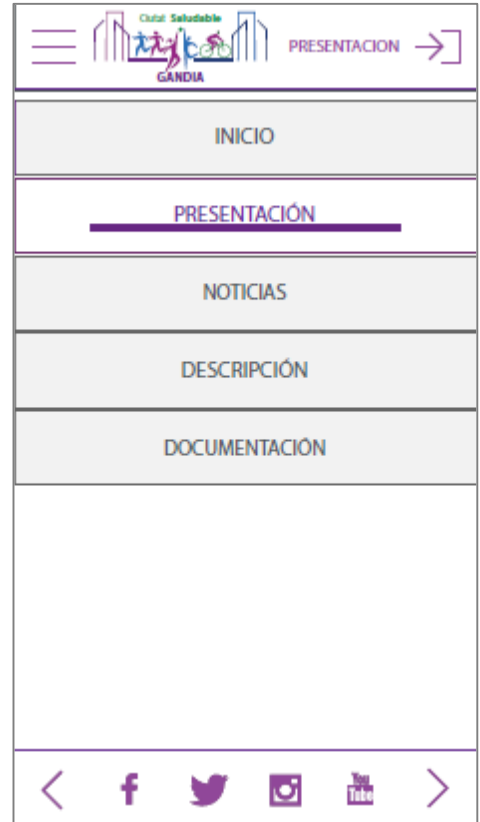 Ciutat Saludable
GANDIA
PRESENTACION
INICIO
PRESENTACIÓN
NOTICIAS
DESCRIPCIÓN
DOCUMENTACIÓN
f
You
Tube